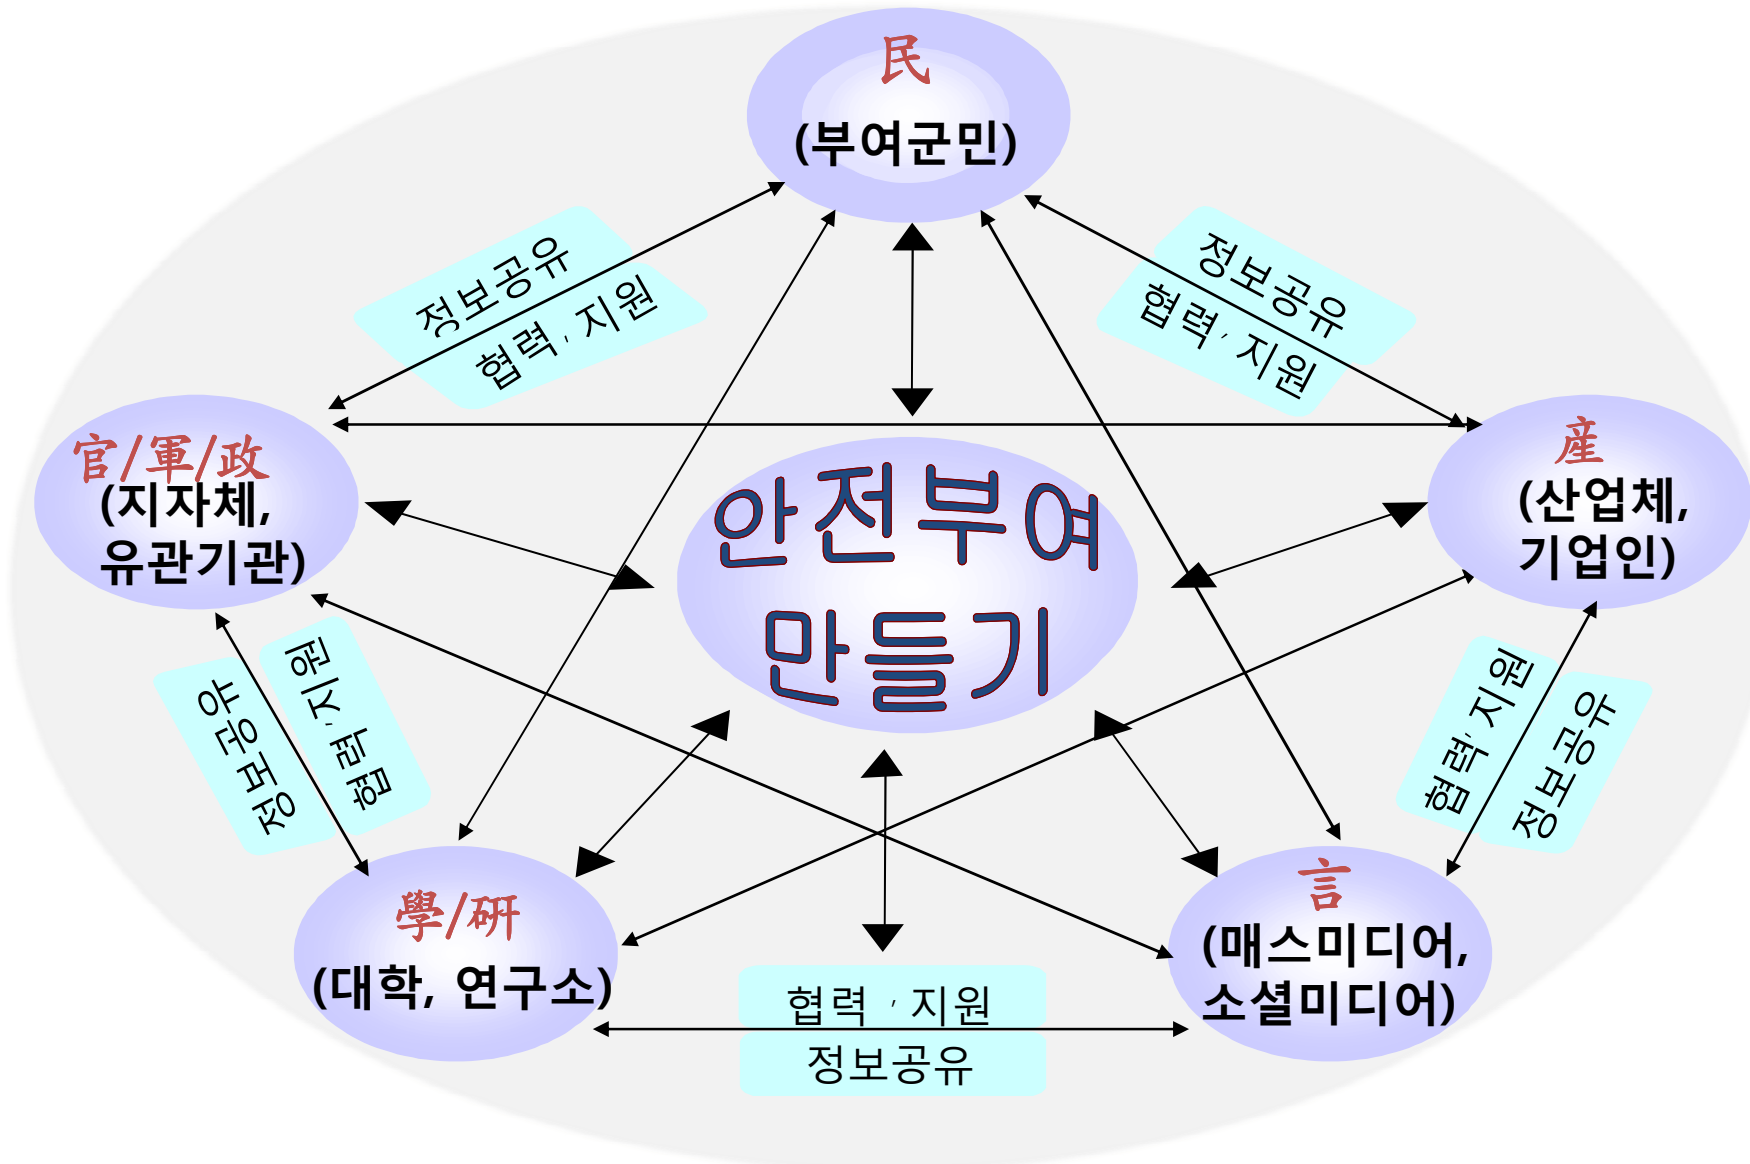 民
(부여군민)
정보공유
협력,지원
정보공유
협력,지원
官/軍/政
(지자체,
유관기관)
産
(산업체,
기업인)
안전부여
만들기
정보공유
협력,지원
협력,지원
정보공유
學/硏
(대학, 연구소)
言
(매스미디어,
소셜미디어)
협력 ,지원
정보공유